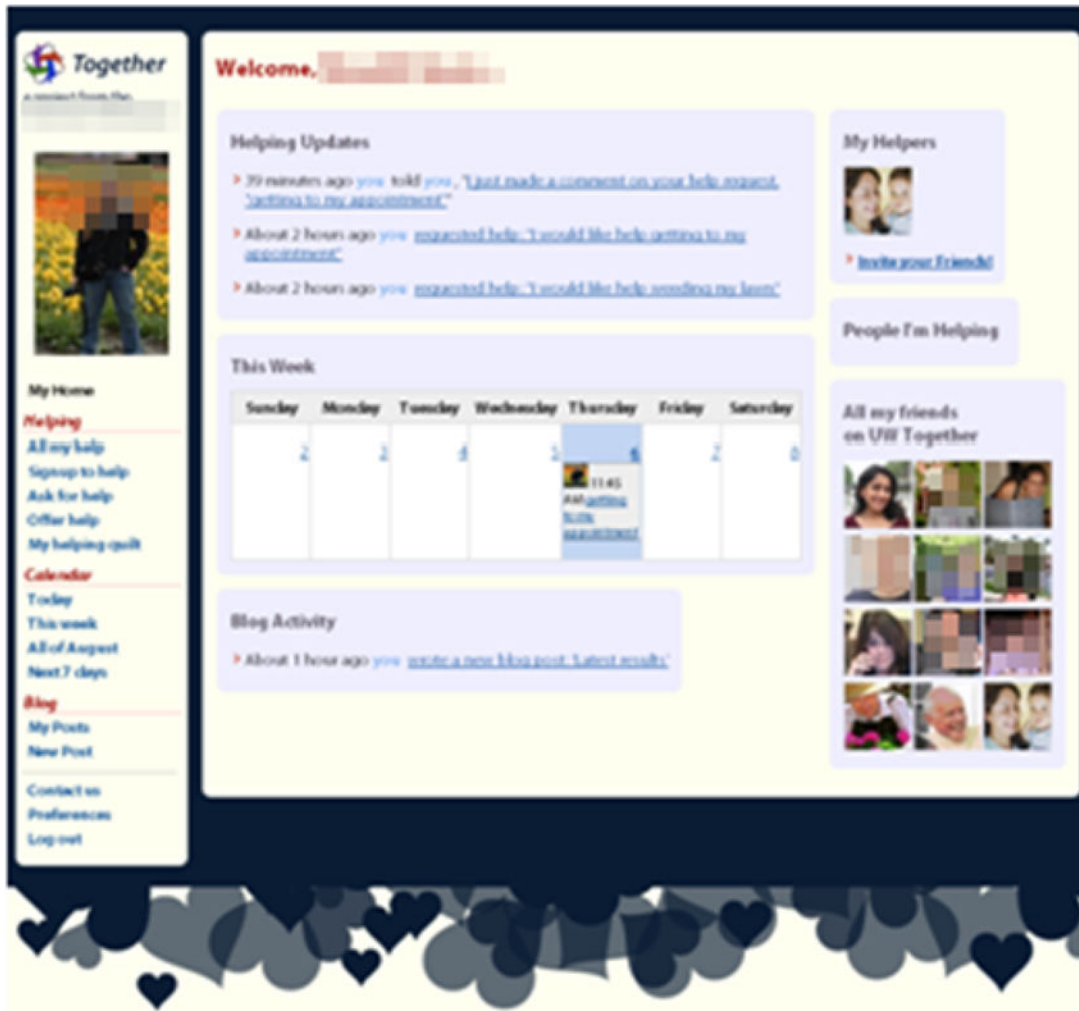 Together
a project from the
My Home
Helping
All my help
Sign up to help
Ask for help
Offer help
My helping quilt
Calendar
Today
This week
All of August
Next 7 days
Blog
My Posts
New Post
Contact us
Preferences
Log out
Welcome,
Helping Updates
39 minutes ago you told you, "I just made a comment on your help request,
"getting to my appointment""
About 2 hours ago you requested help: "I would like help getting to my
appointment"
About 2 hours ago you requested help: "I would like help weeding my lawn"
This Week
Sunday Monday Tuesday Wednesday Thursday Friday Saturday
2 3 4 5 6 7 8
11:45
AM getting
to my
appointment
Blog Activity
About 1 hour ago you wrote a new blog post: 'Latest results'
My Helpers
Invite your Friends!
People I'm Helping
All my friends
on UW Together